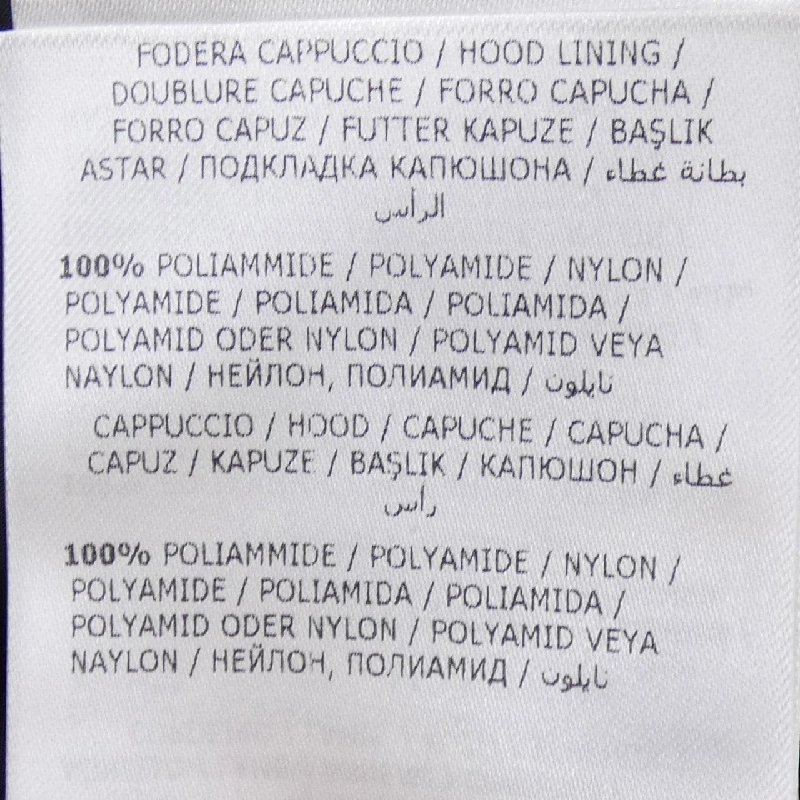 FODERA CAPPUCCIO / HOOD LINING /
DOUBLURE CAPUCHE / FORRO CAPUCHA /
FORRO CAPUZ / FUTTER KAPUZE / BAŞLIK
ASTAR / ПОДКЛАДКА КАПЮШОНА / بطانة غطاء
الرأس
100% POLIAMMIDE / POLYAMIDE / NYLON /
POLYAMIDE / POLIAMIDA / POLIAMIDA /
POLYAMID ODER NYLON / POLYAMID VEYA
NAYLON / НЕЙЛОН, ПОЛИАМИД / نايلون
CAPPUCCIO / HOOD / CAPUCHE / CAPUCHA /
CAPUZ / KAPUZE / BAŞLIK / КАПЮШОН / غطاء
رأس
100% POLIAMMIDE / POLYAMIDE / NYLON /
POLYAMIDE / POLIAMIDA / POLIAMIDA /
POLYAMID ODER NYLON / POLYAMID VEYA
NAYLON / НЕЙЛОН, ПОЛИАМИД / نايلون